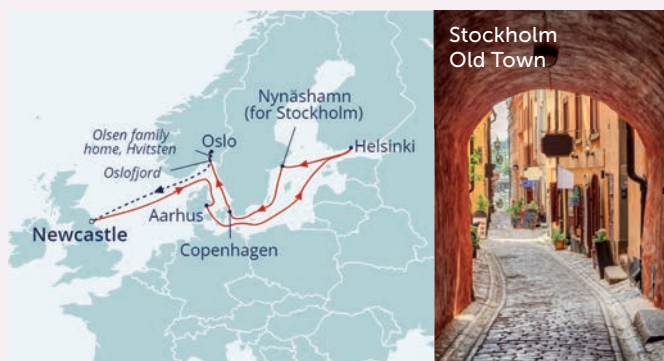 Stockholm
Old Town
Nynäshamn
(for Stockholm)
Olsen family
home, Hvitsten
Oslo
Oslofjord
Helsinki
Aarhus
Newcastle
Copenhagen